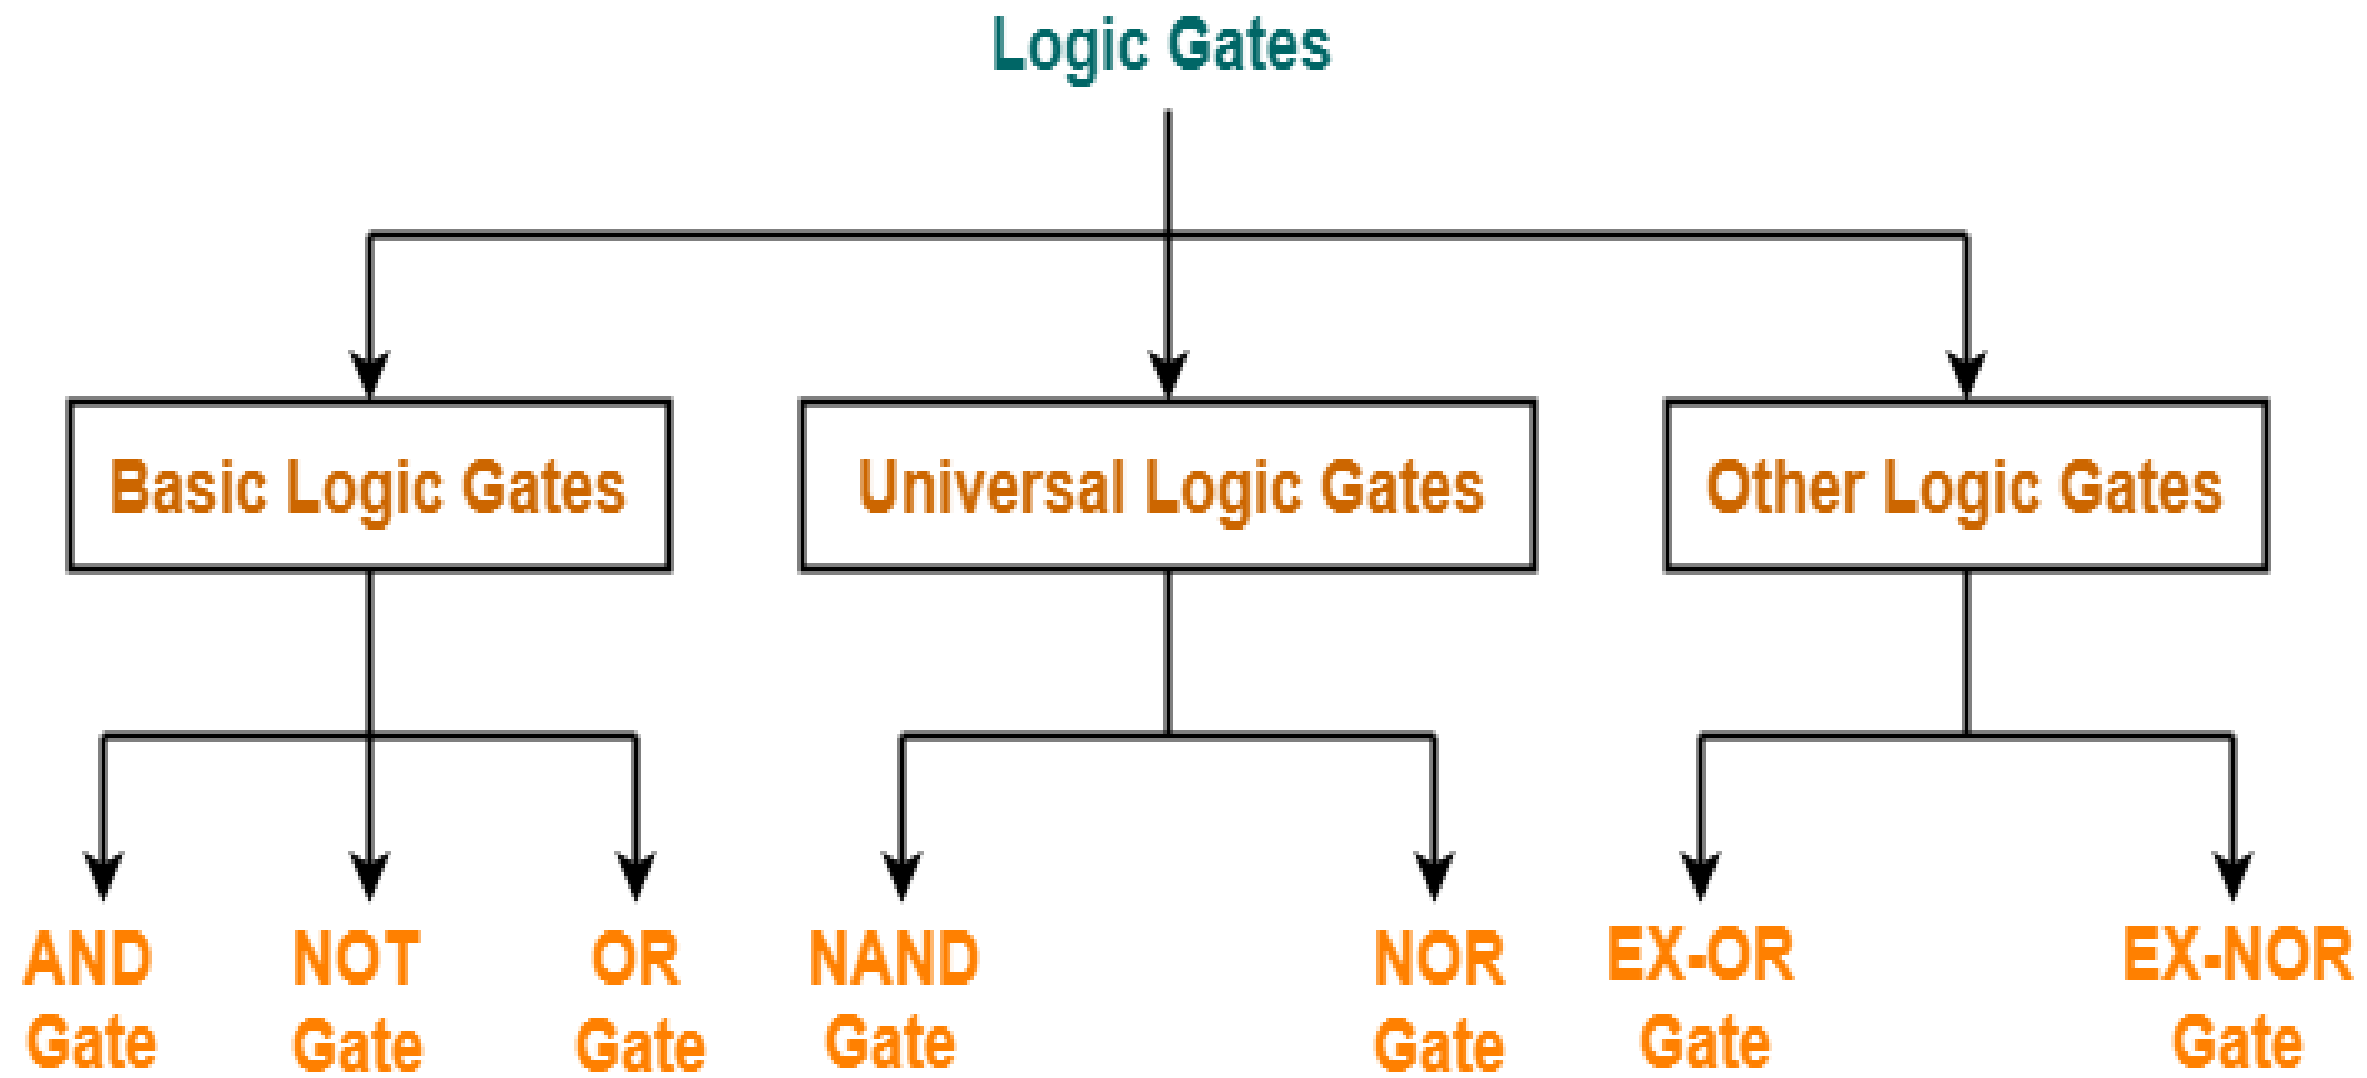 Logic Gates
Basic Logic Gates
Universal Logic Gates
Other Logic Gates
AND
Gate
NOT
Gate
OR
Gate
NAND
Gate
NOR
Gate
EX-OR
Gate
EX-NOR
Gate